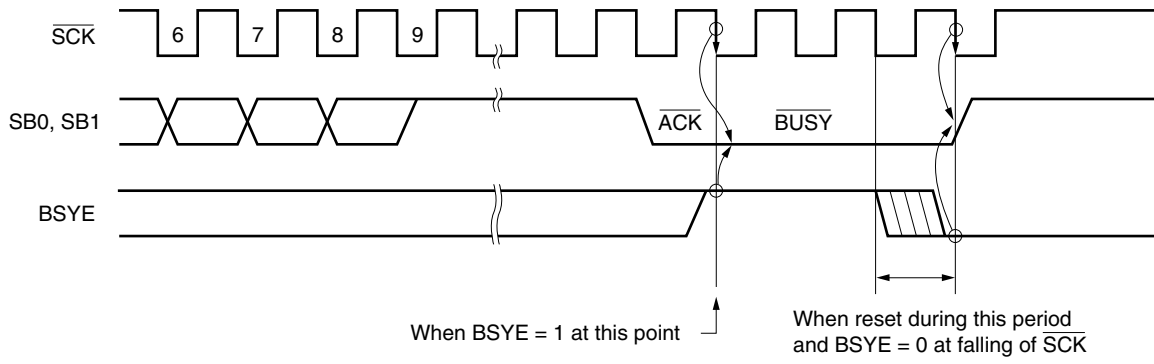 SCK
6 7 8 9
SB0, SB1
ACK BUSY
BSYE
When BSYE = 1 at this point
When reset during this period
and BSYE = 0 at falling of SCK